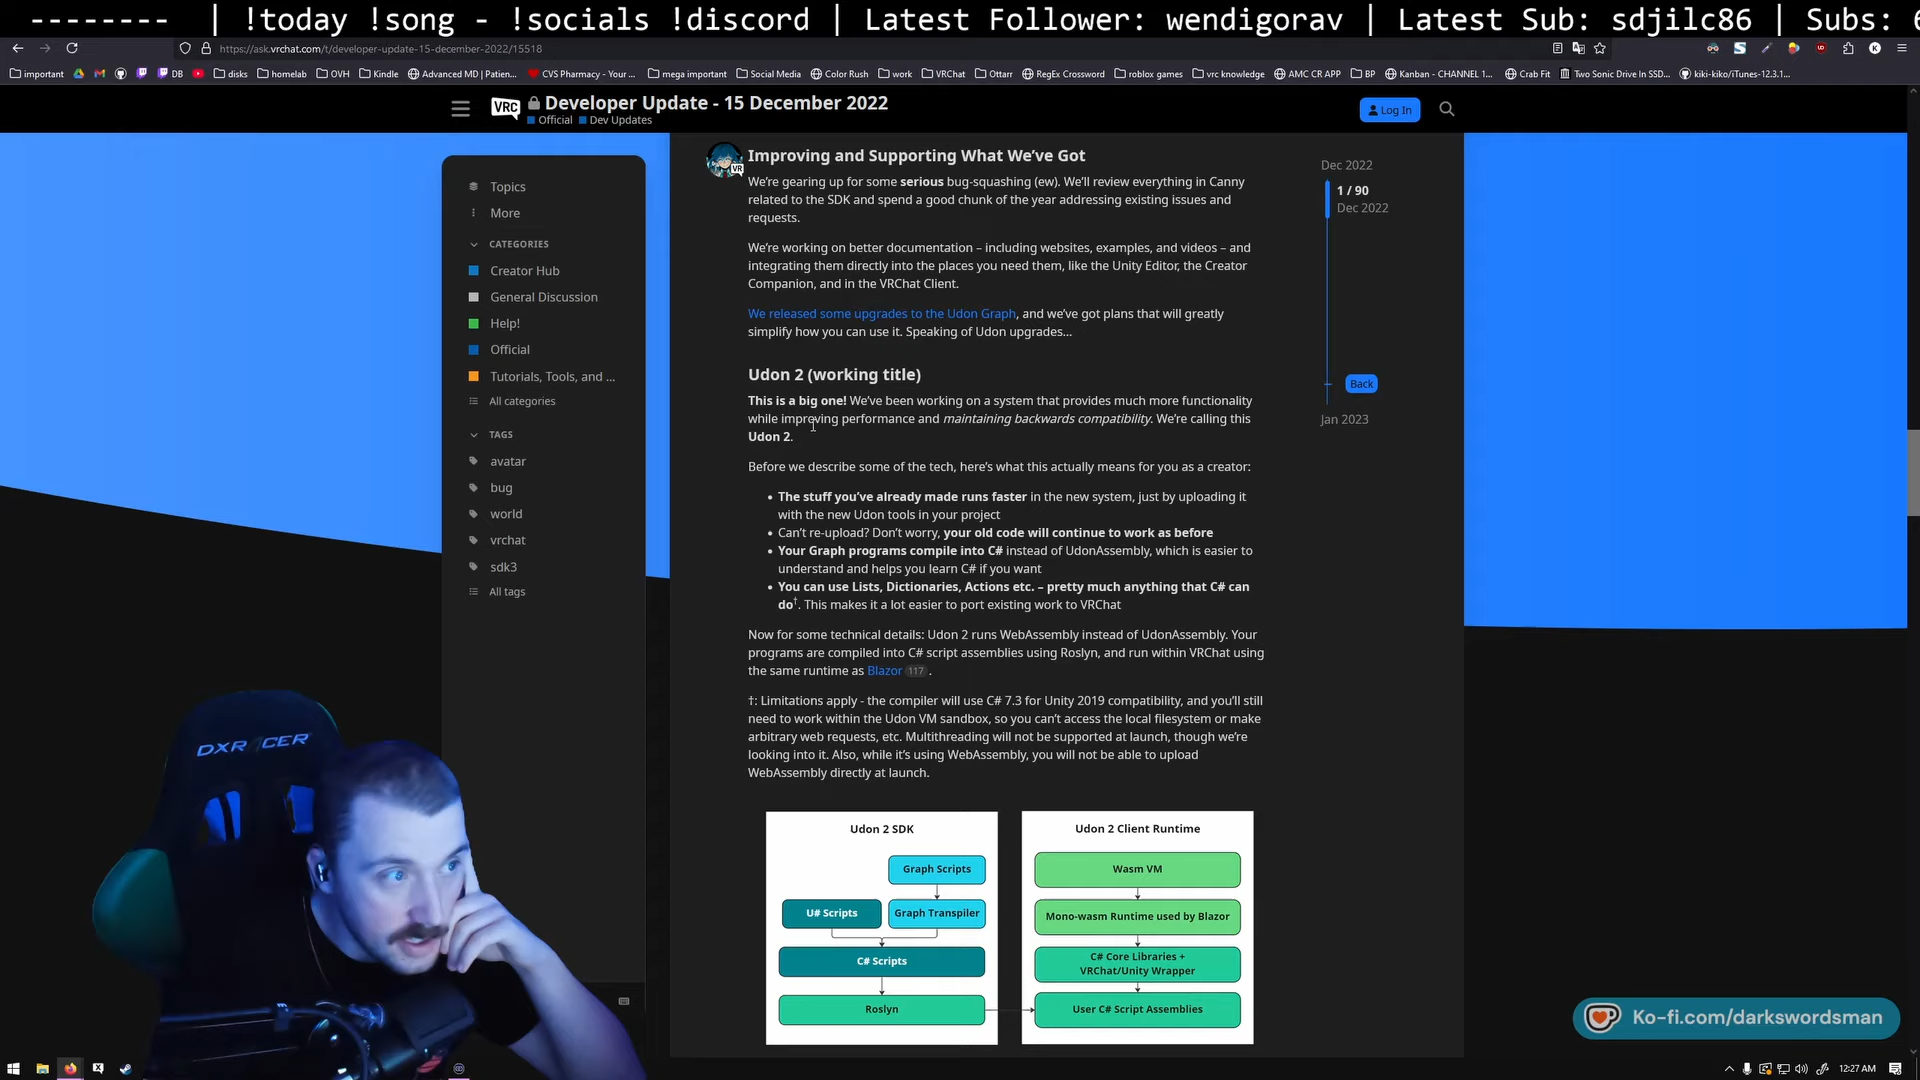 -------- | !today !song - !socials !discord | Latest Follower: wendigorav | Latest Sub: sdjilc86 | Subs: 6
https://ask.vrchat.com/t/developer-update-15-december-2022/15518
important DB disks homelab OVH Kindle Advanced MD | Patien... CVS Pharmacy - Your ... mega important Social Media Color Rush work VRChat Ottarr RegEx Crossword roblox games vrc knowledge AMC CR APP BP Kanban - CHANNEL 1... Crab Fit Two Sonic Drive In SSD... kiki-kiko/iTunes-12.3.1...
VRC
Developer Update - 15 December 2022
Official Dev Updates
Log In
Topics
More
CATEGORIES
Creator Hub
General Discussion
Help!
Official
Tutorials, Tools, and ...
All categories
TAGS
avatar
bug
world
vrchat
sdk3
All tags
Improving and Supporting What We've Got
We're gearing up for some serious bug-squashing (ew). We'll review everything in Canny
related to the SDK and spend a good chunk of the year addressing existing issues and
requests.
We're working on better documentation – including websites, examples, and videos – and
integrating them directly into the places you need them, like the Unity Editor, the Creator
Companion, and in the VRChat Client.
We released some upgrades to the Udon Graph, and we've got plans that will greatly
simplify how you can use it. Speaking of Udon upgrades...
Udon 2 (working title)
This is a big one! We've been working on a system that provides much more functionality
while improving performance and maintaining backwards compatibility. We're calling this
Udon 2.
Before we describe some of the tech, here's what this actually means for you as a creator:
• The stuff you've already made runs faster in the new system, just by uploading it
with the new Udon tools in your project
• Can't re-upload? Don't worry, your old code will continue to work as before
• Your Graph programs compile into C# instead of UdonAssembly, which is easier to
understand and helps you learn C# if you want
• You can use Lists, Dictionaries, Actions etc. – pretty much anything that C# can
do†. This makes it a lot easier to port existing work to VRChat
Now for some technical details: Udon 2 runs WebAssembly instead of UdonAssembly. Your
programs are compiled into C# script assemblies using Roslyn, and run within VRChat using
the same runtime as Blazor 117 .
†: Limitations apply - the compiler will use C# 7.3 for Unity 2019 compatibility, and you'll still
need to work within the Udon VM sandbox, so you can't access the local filesystem or make
arbitrary web requests, etc. Multithreading will not be supported at launch, though we're
looking into it. Also, while it's using WebAssembly, you will not be able to upload
WebAssembly directly at launch.
Udon 2 SDK
Graph Scripts
U# Scripts
Graph Transpiler
C# Scripts
Roslyn
Udon 2 Client Runtime
Wasm VM
Mono-wasm Runtime used by Blazor
C# Core Libraries +
VRChat/Unity Wrapper
User C# Script Assemblies
Dec 2022
1 / 90
Dec 2022
Back
Jan 2023
DXRACER
Ko-fi.com/darkswordsman
12:27 AM